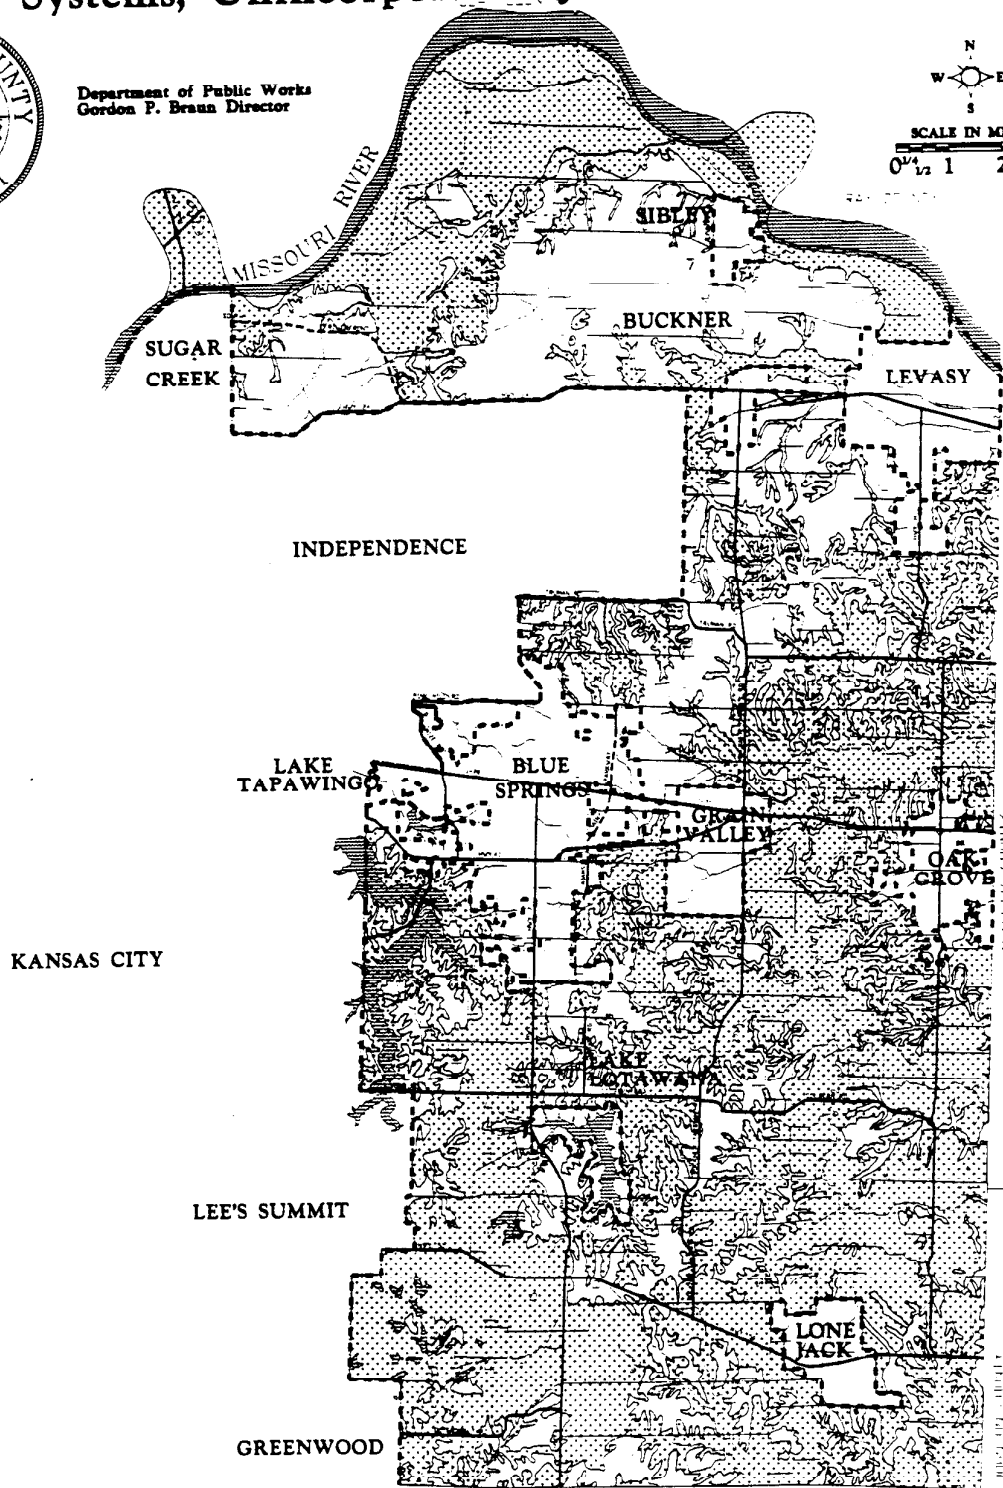 Systems,
UNTY
Department of Public Works
Gordon P. Braun Director
N
W E
S
SCALE IN MI
0 1/4 1/2 1 2
MISSOURI RIVER
SIBLEY
7
BUCKNER
SUGAR
CREEK
LEVASY
INDEPENDENCE
LAKE
TAPAWINGO
BLUE
SPRINGS
GRAIN
VALLEY
OAK
GROVE
KANSAS CITY
LAKE
LOTAWANA
LEE'S SUMMIT
LONE
JACK
GREENWOOD